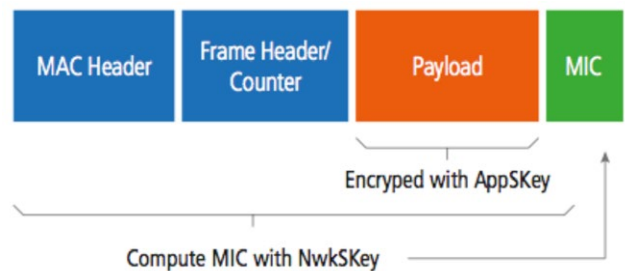 MAC Header
Frame Header/
Counter
Payload
MIC
Encryped with AppSKey
Compute MIC with NwkSKey